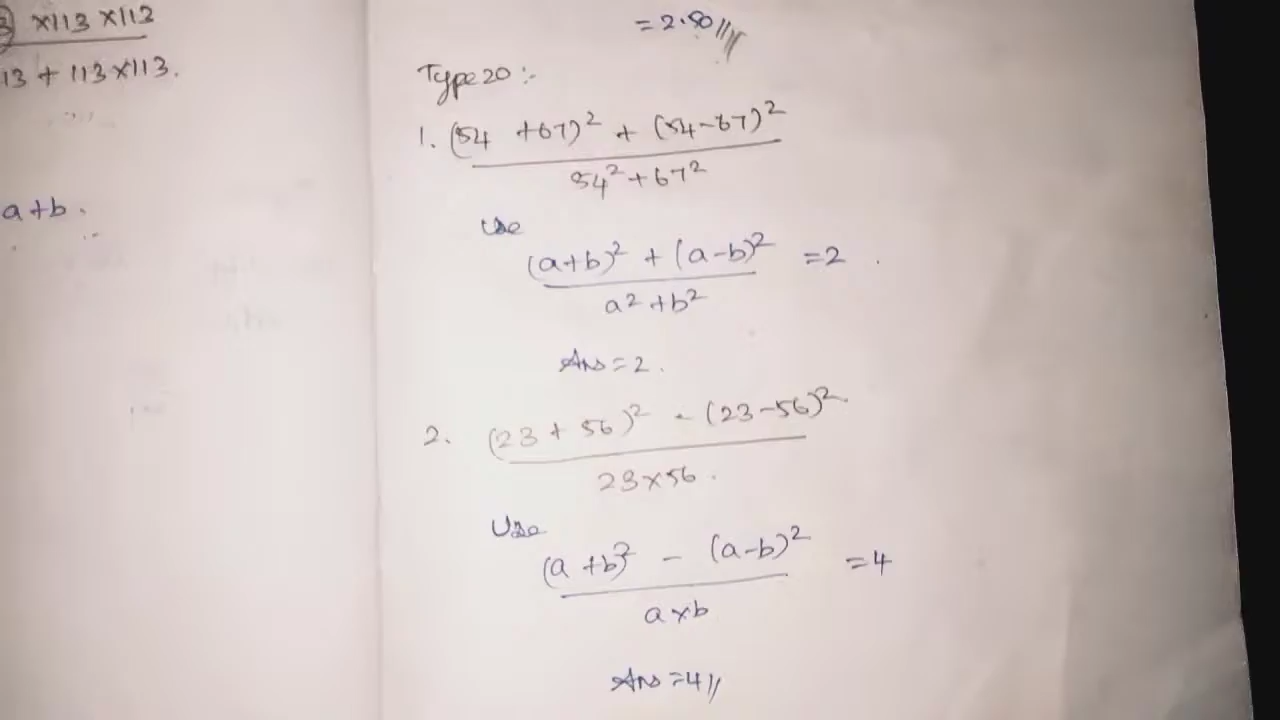 ×113 ×113
13 + 113×113.
a+b.
= 2.80
Type 20 :-
1. (54 +67)² + (54-67)²
54² + 67²
Use
(a+b)² + (a-b)² =2
a² + b²
Ans = 2.
2. (23 + 56)² - (23-56)²
23×56.
Use
(a +b)² - (a-b)² =4
a×b
Ans =4//